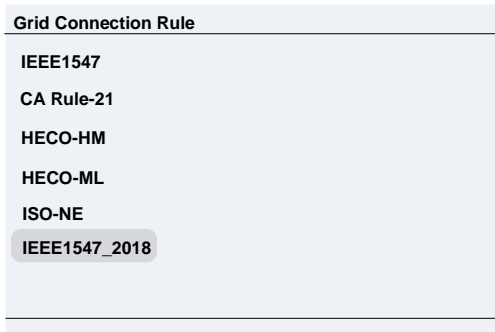 Grid Connection Rule
IEEE1547
CA Rule-21
HECO-HM
HECO-ML
ISO-NE
IEEE1547_2018